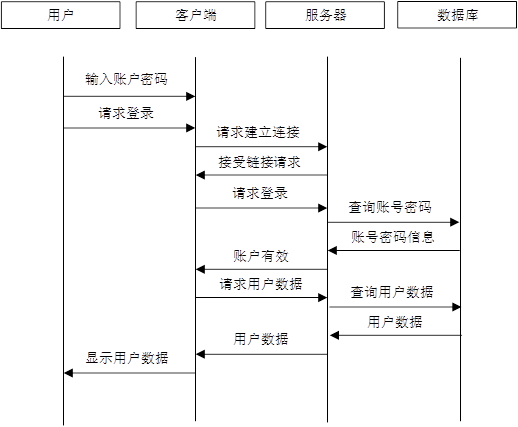 用户
客户端
服务器
数据库
输入账户密码
请求登录
请求建立连接
接受链接请求
请求登录
查询账号密码
账号密码信息
账户有效
请求用户数据
查询用户数据
用户数据
用户数据
显示用户数据